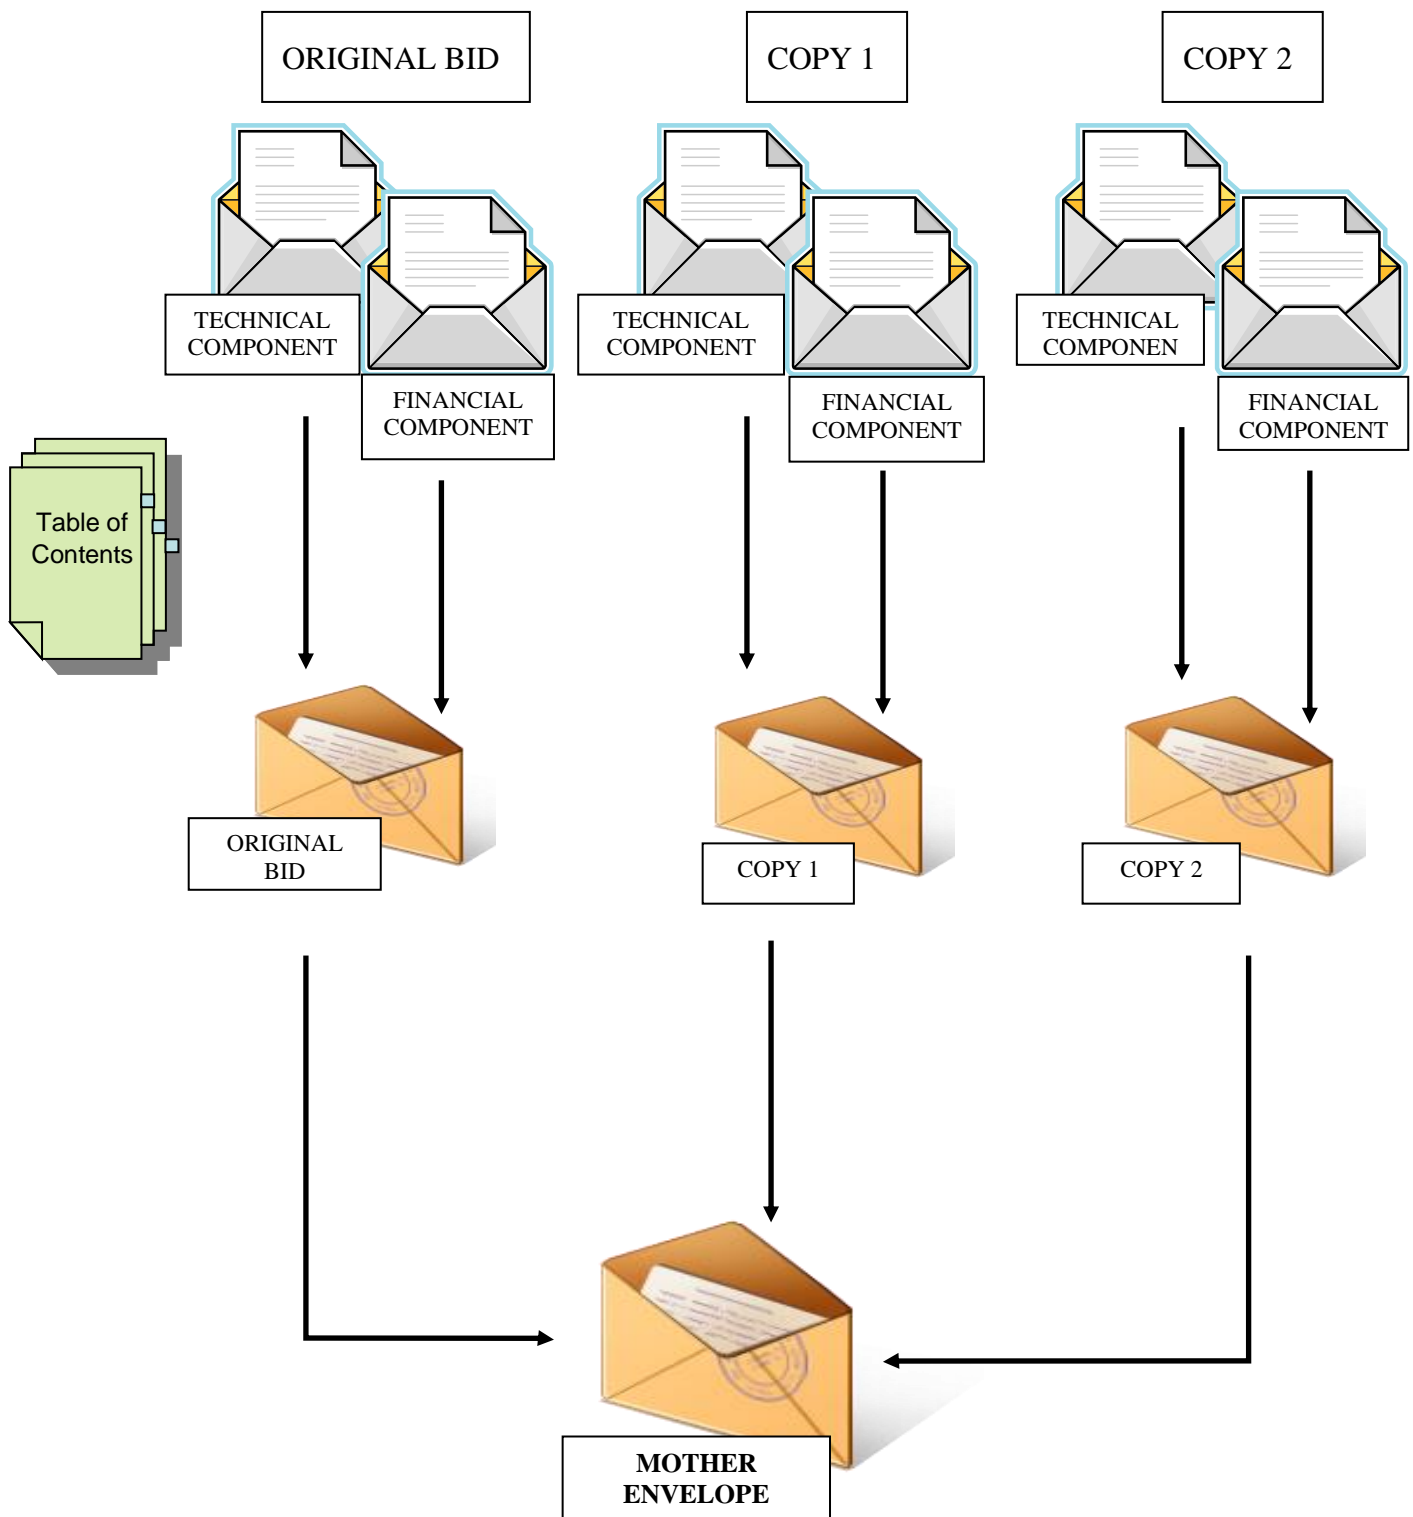 ORIGINAL BID
COPY 1
COPY 2
TECHNICAL
COMPONENT
FINANCIAL
COMPONENT
TECHNICAL
COMPONENT
FINANCIAL
COMPONENT
TECHNICAL
COMPONEN
FINANCIAL
COMPONENT
Table of
Contents
ORIGINAL
BID
COPY 1
COPY 2
MOTHER
ENVELOPE